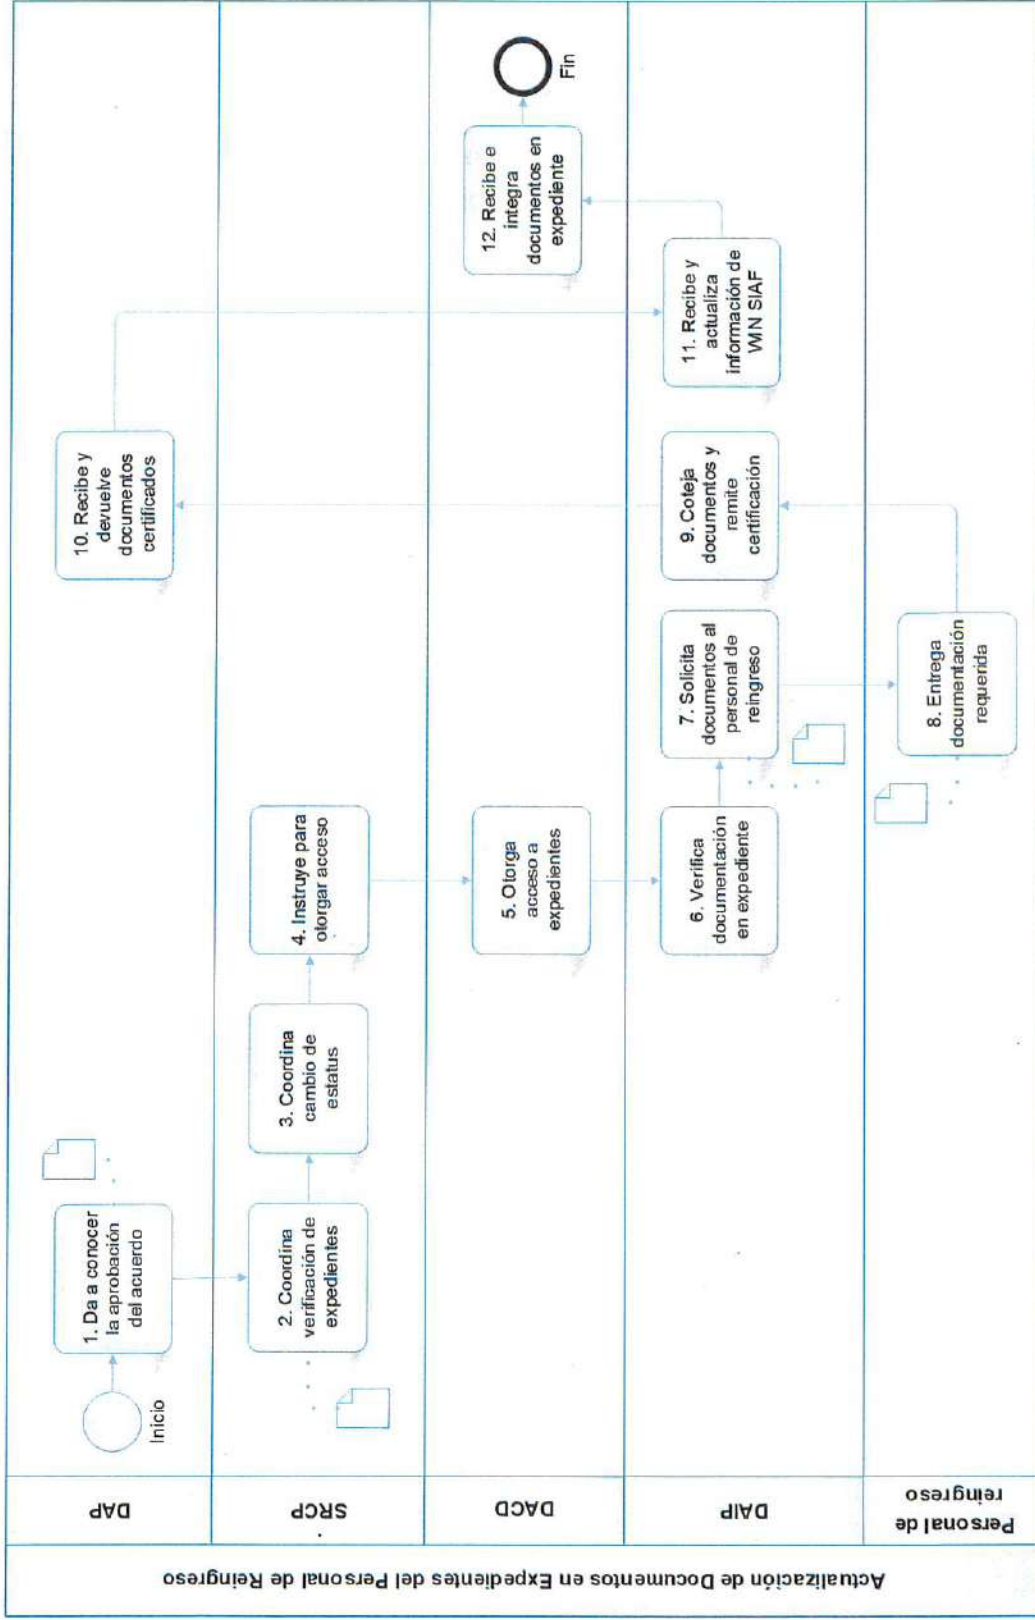 Actualización de Documentos en Expedientes del Personal de Reingreso
DAP
SRCP
DACD
DAIP
Personal de
reingreso
Inicio
1. Da a conocer
la aprobación
del acuerdo
2. Coordina
verificación de
expedientes
3. Coordina
cambio de
estatus
4. Instruye para
otorgar acceso
5. Otorga
acceso a
expedientes
6. Verifica
documentación
en expediente
7. Solicita
documentos al
personal de
reingreso
8. Entrega
documentación
requerida
9. Coteja
documentos y
remite
certificación
10. Recibe y
devuelve
documentos
certificados
11. Recibe y
actualiza
información de
WIN SIAF
12. Recibe e
integra
documentos en
expediente
Fin